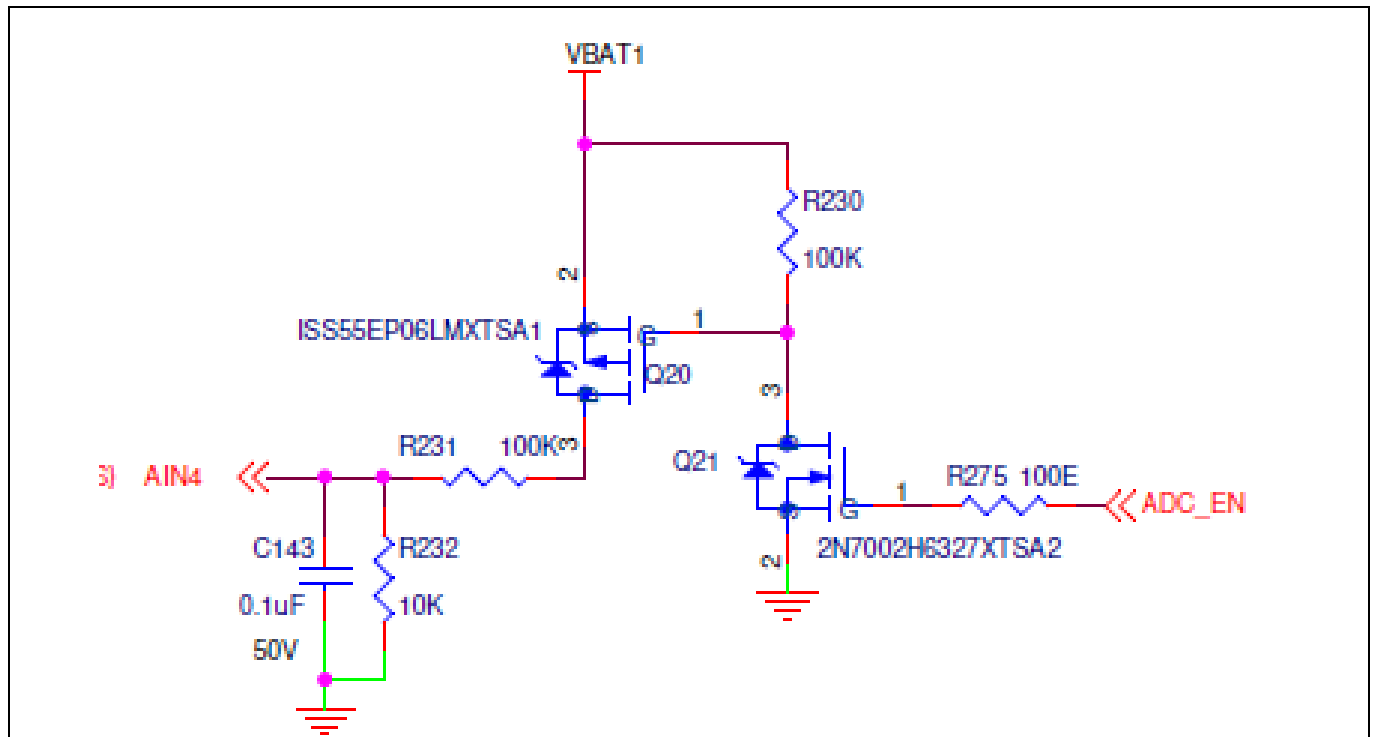 VBAT1
R230
100K
2
ISS55EP06LMXTSA1
G
1
Q20
3
R231
100K
3
Q21
S) AIN4
G
1
R275 100E
ADC_EN
C143
R232
2N7002H6327XTSA2
2
0.1uF
10K
50V